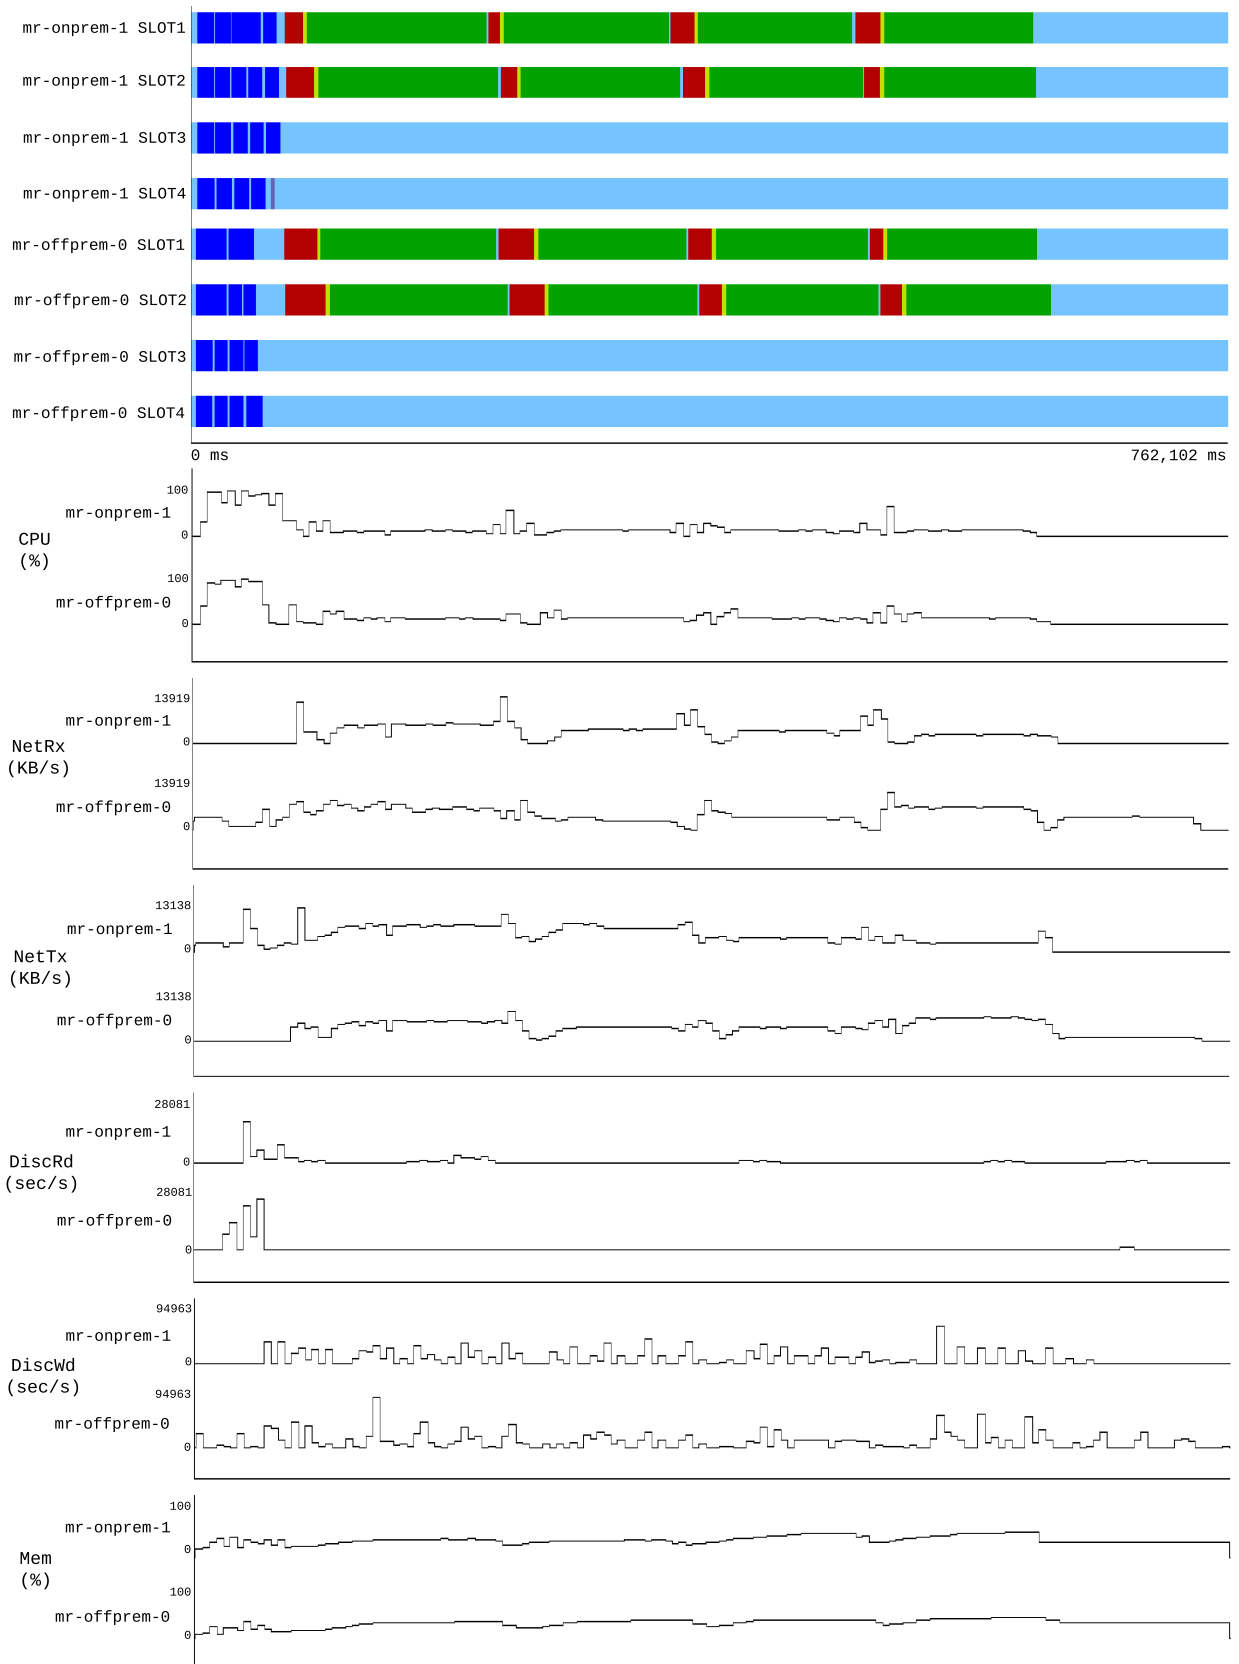 mr-onprem-1 SLOT1
mr-onprem-1 SLOT2
mr-onprem-1 SLOT3
mr-onprem-1 SLOT4
mr-offprem-0 SLOT1
mr-offprem-0 SLOT2
mr-offprem-0 SLOT3
mr-offprem-0 SLOT4
0 ms 762,102 ms
100
mr-onprem-1
0
CPU
(%)
100
mr-offprem-0
0
13919
mr-onprem-1
0
NetRx
(KB/s)
13919
mr-offprem-0
0
13138
mr-onprem-1
0
NetTx
(KB/s)
13138
mr-offprem-0
0
28081
mr-onprem-1
0
DiscRd
(sec/s)
28081
mr-offprem-0
0
94963
mr-onprem-1
0
DiscWd
(sec/s)
94963
mr-offprem-0
0
100
mr-onprem-1
0
Mem
(%)
100
mr-offprem-0
0